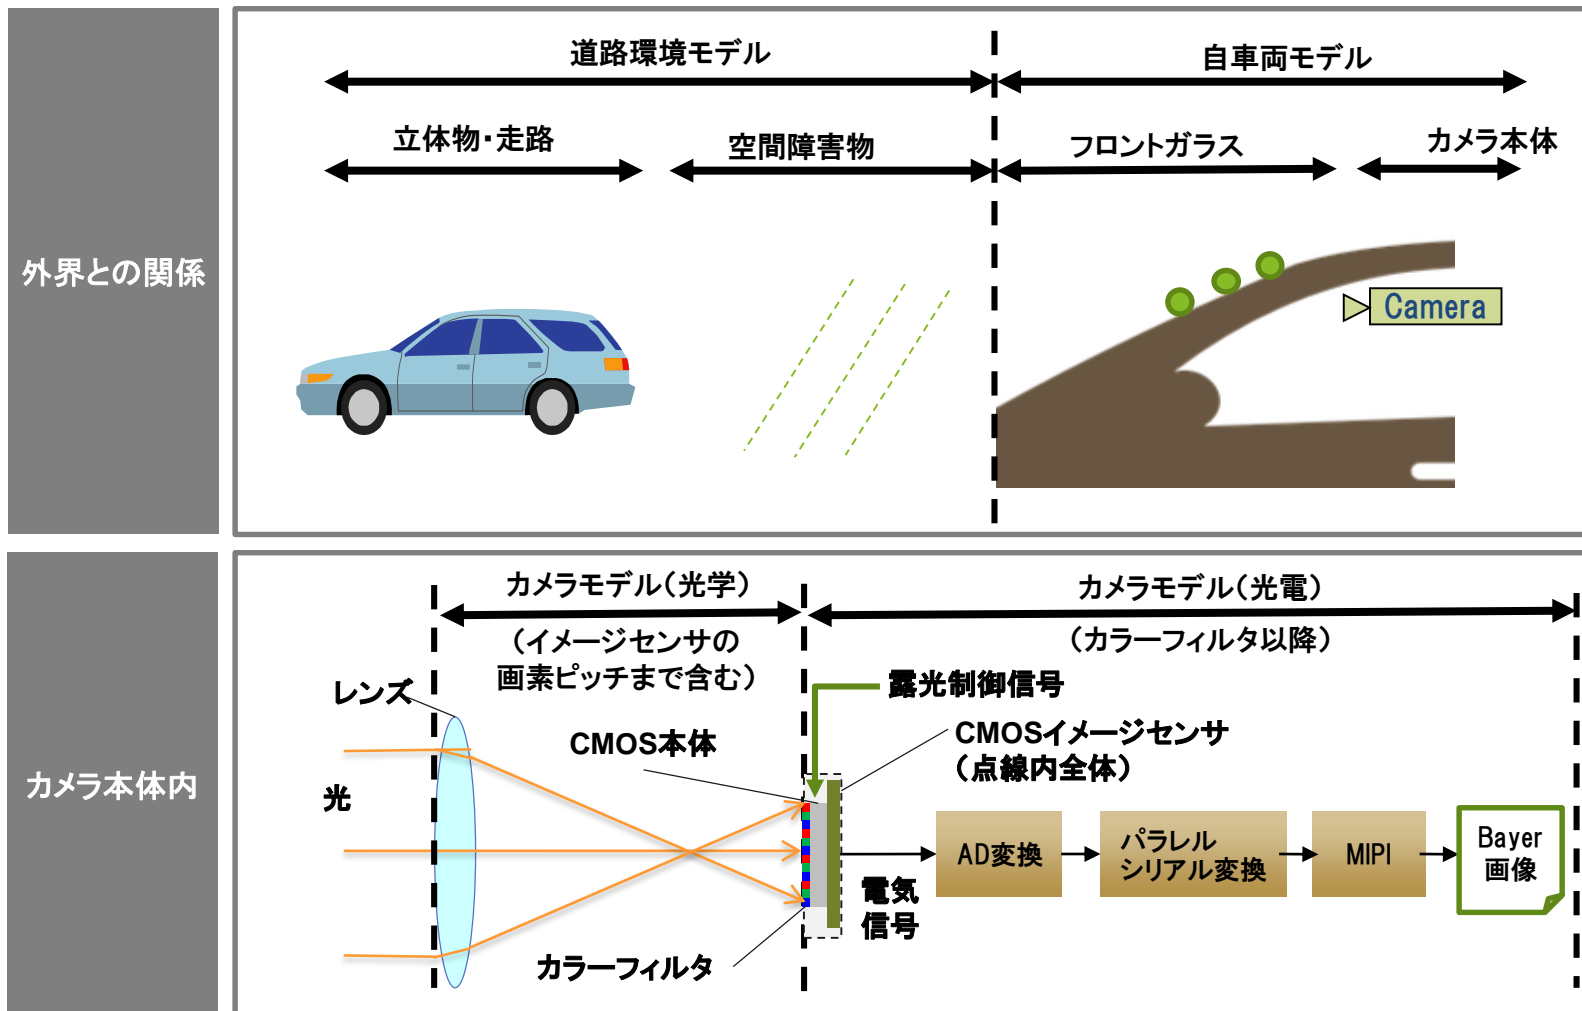 外界との関係
道路環境モデル
自車両モデル
立体物・走路
空間障害物
フロントガラス
カメラ本体
Camera
カメラ本体内
カメラモデル(光学)
(イメージセンサの
画素ピッチまで含む)
カメラモデル(光電)
(カラーフィルタ以降)
レンズ
光
CMOS本体
露光制御信号
CMOSイメージセンサ
(点線内全体)
カラーフィルタ
電気
信号
AD変換
パラレル
シリアル変換
MIPI
Bayer
画像